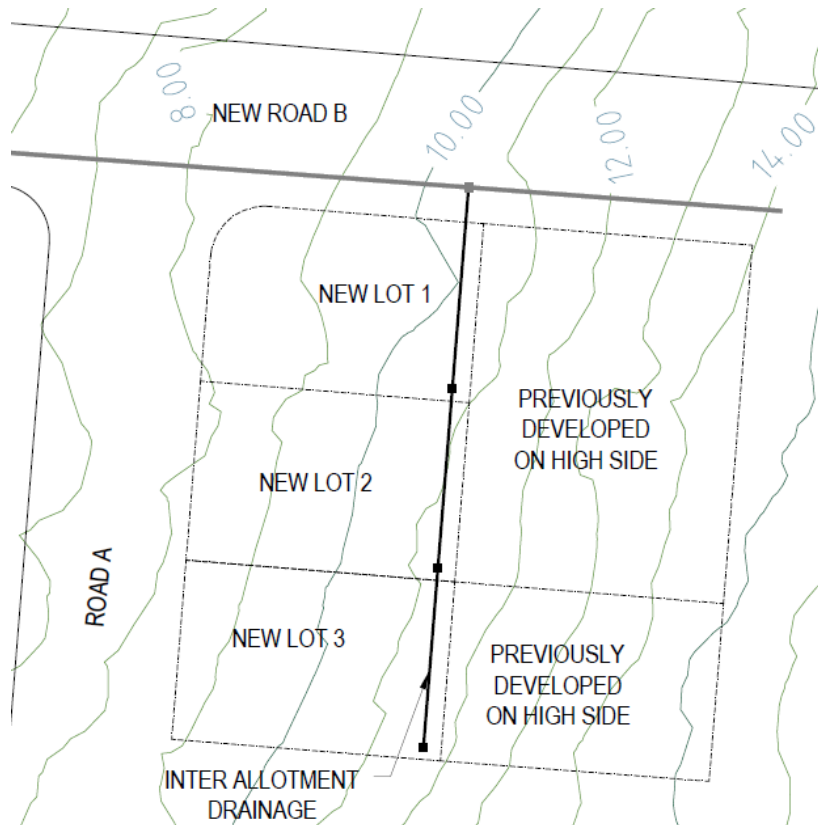 8.00
NEW ROAD B
10.00
12.00
14.00
NEW LOT 1
PREVIOUSLY
DEVELOPED
ON HIGH SIDE
NEW LOT 2
ROAD A
NEW LOT 3
PREVIOUSLY
DEVELOPED
ON HIGH SIDE
INTER ALLOTMENT
DRAINAGE